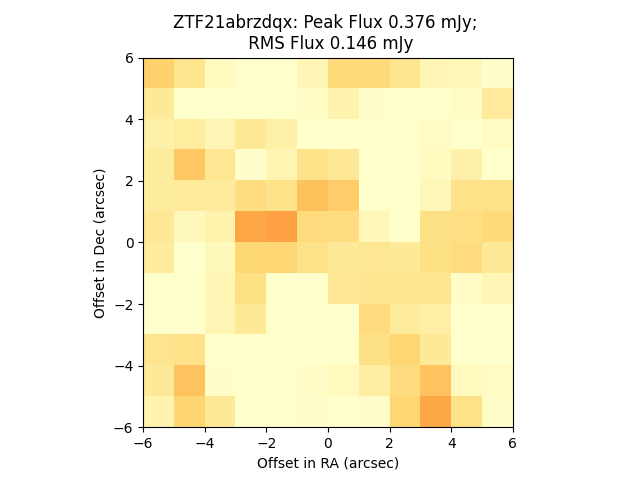 ZTF21abrzdqx: Peak Flux 0.376 mJy;
RMS Flux 0.146 mJy
6
4
2
0
−2
−4
−6
Offset in Dec (arcsec)
−6 −4 −2 0 2 4 6
Offset in RA (arcsec)